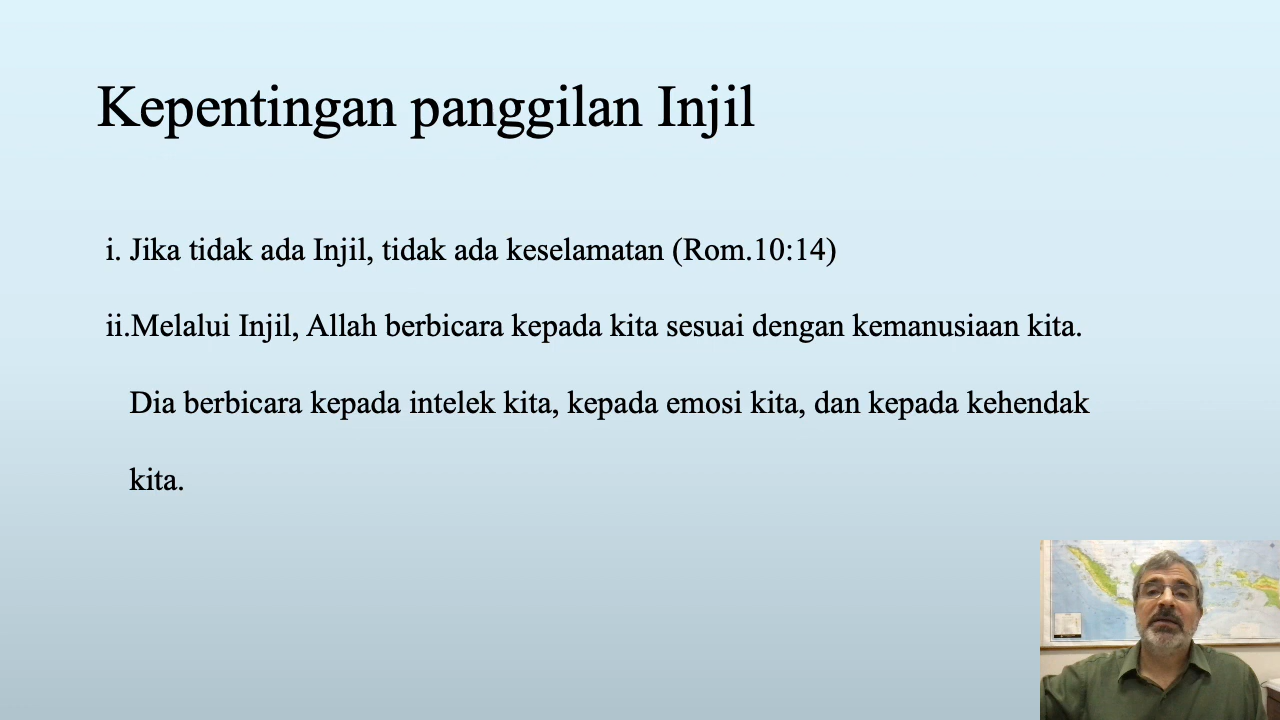 Kepentingan panggilan Injil
i. Jika tidak ada Injil, tidak ada keselamatan (Rom.10:14)
ii.Melalui Injil, Allah berbicara kepada kita sesuai dengan kemanusiaan kita.
Dia berbicara kepada intelek kita, kepada emosi kita, dan kepada kehendak
kita.